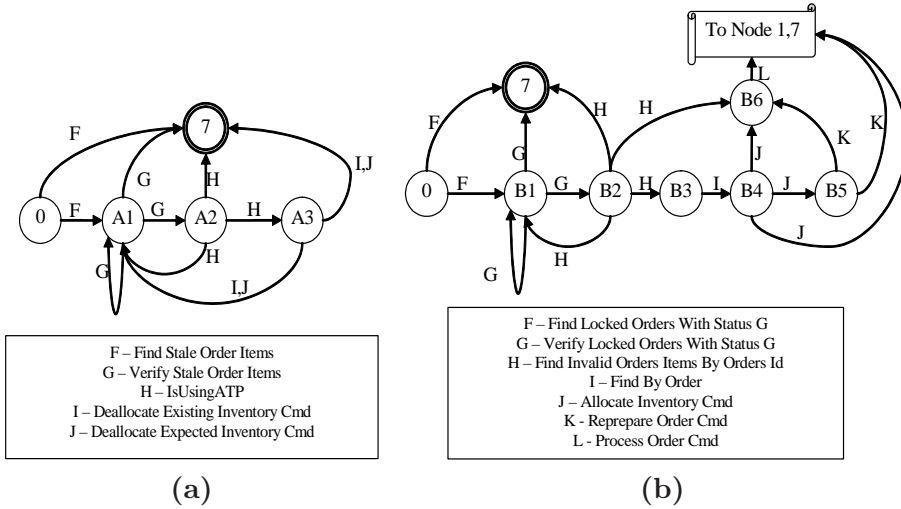 F
7
I,J
G
H
0
F
A1
G
A2
H
A3
G
H
I,J
F – Find Stale Order Items
G – Verify Stale Order Items
H – IsUsingATP
I – Deallocate Existing Inventory Cmd
J – Deallocate Expected Inventory Cmd
(a)
To Node 1,7
L
7
H
H
B6
F
K
K
G
J
0
F
B1
G
B2
H
B3
I
B4
J
B5
G
H
J
F – Find Locked Orders With Status G
G – Verify Locked Orders With Status G
H – Find Invalid Orders Items By Orders Id
I – Find By Order
J – Allocate Inventory Cmd
K - Reprepare Order Cmd
L - Process Order Cmd
(b)